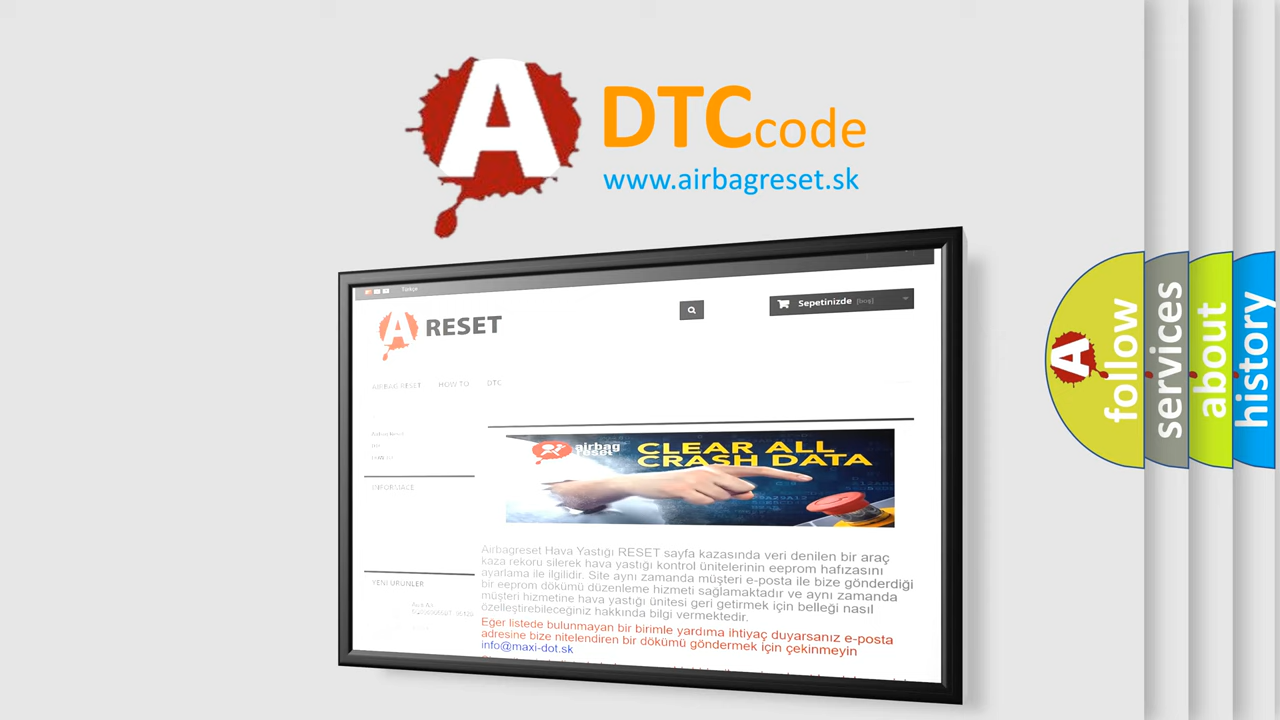 A DTCcode
www.airbagreset.sk
Türkçe
A RESET
Sepetinizde [boş]
AIRBAG RESET HOW TO DTC
INFORMACE
airbag
reset
CLEAR ALL
CRASH DATA
Airbagreset Hava Yastığı RESET sayfa kazasında veri denilen bir araç
kaza rekoru silerek hava yastığı kontrol ünitelerinin eeprom hafızasını
ayarlama ile ilgilidir. Site aynı zamanda müşteri e-posta ile bize gönderdiği
bir eeprom dökümü düzenleme hizmeti sağlamaktadır ve aynı zamanda
müşteri hizmetine hava yastığı ünitesi geri getirmek için belleği nasıl
özelleştirebileceğiniz hakkında bilgi vermektedir.
Eger listede bulunmayan bir birimle yardıma ihtiyaç duyarsanız e-posta
adresine bize nitelendiren bir dökümü göndermek için çekinmeyin
info@maxi-dot.sk
YENI ÜRÜNLER
A follow
services
about
history